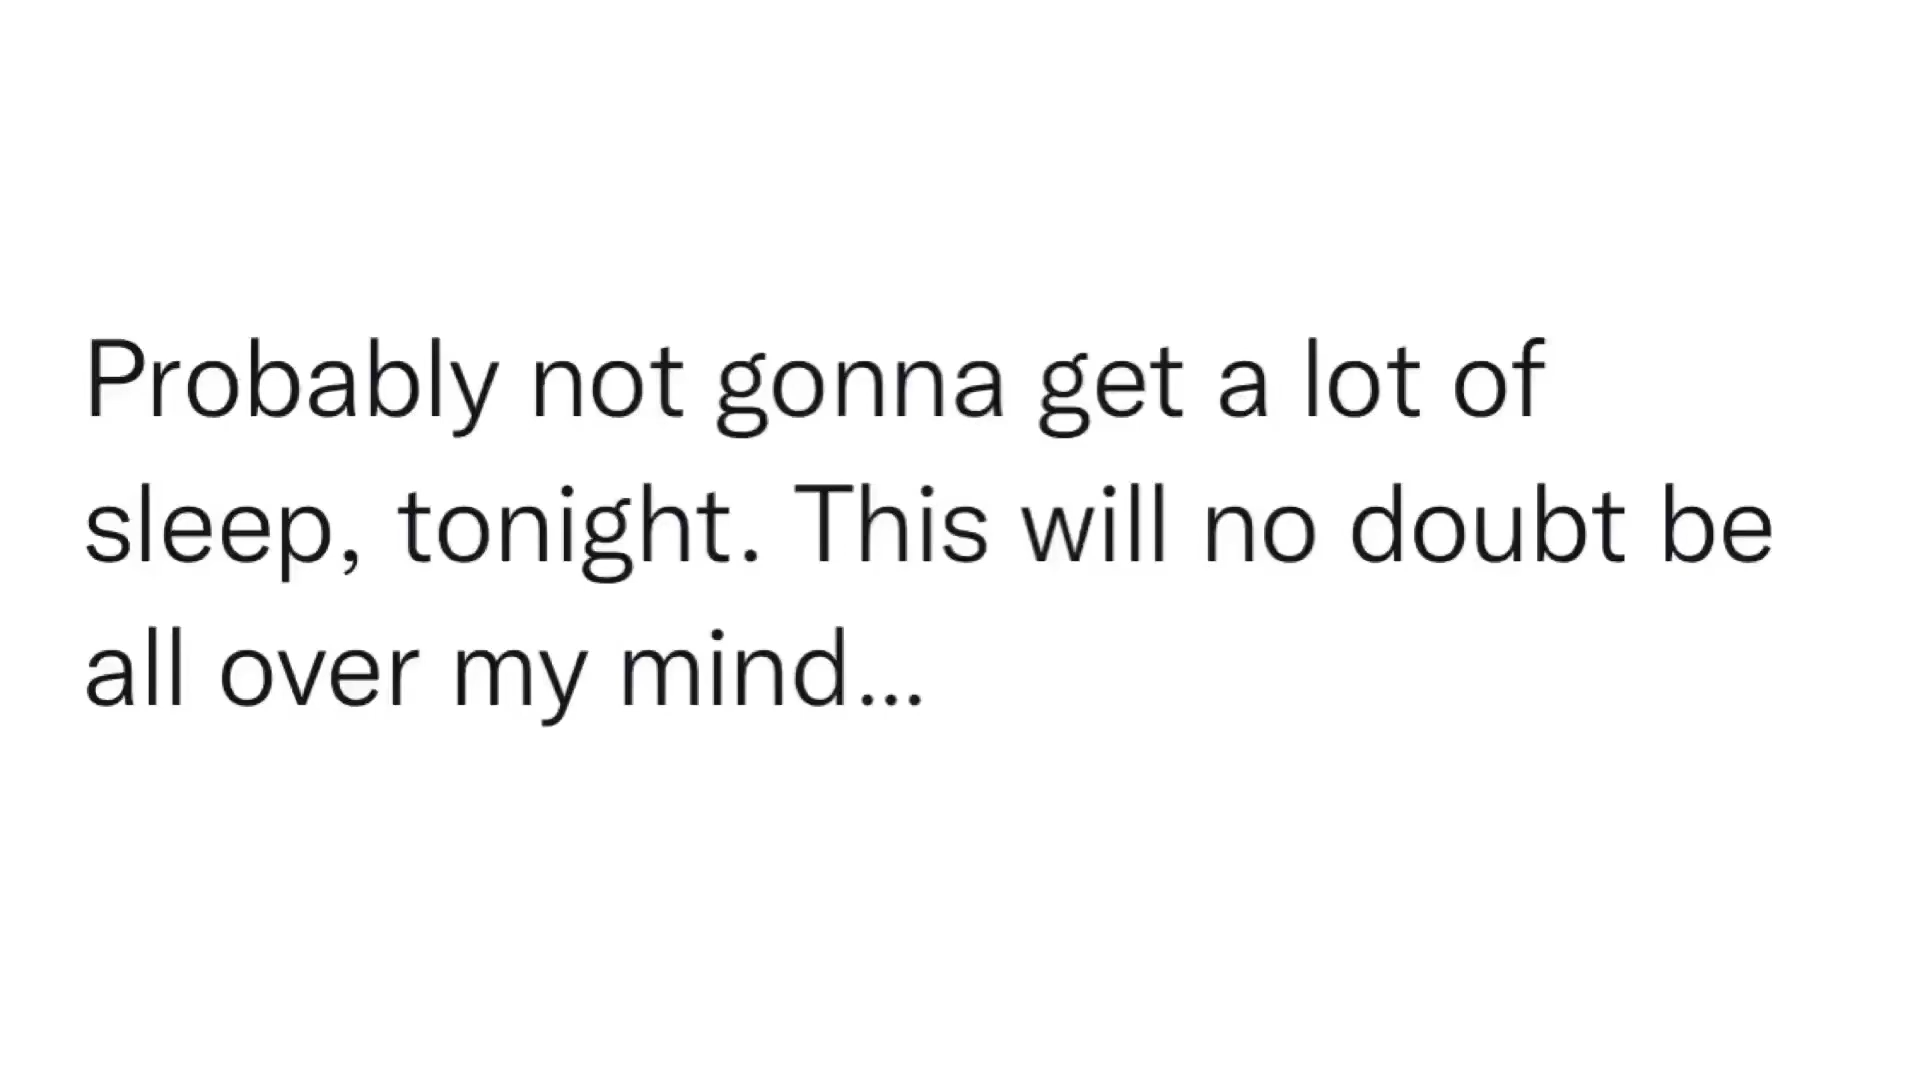 Probably not gonna get a lot of
sleep, tonight. This will no doubt be
all over my mind...